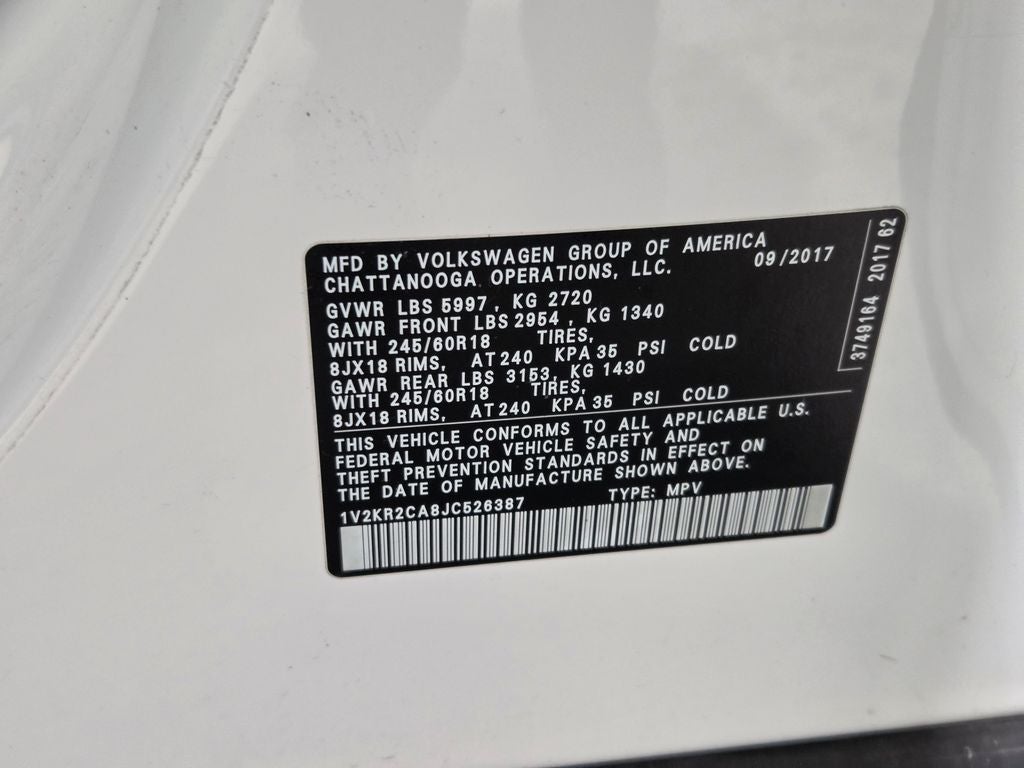 MFD BY VOLKSWAGEN GROUP OF AMERICA
CHATTANOOGA OPERATIONS, LLC. 09/2017
GVWR LBS 5997, KG 2720
GAWR FRONT LBS 2954, KG 1340
WITH 245/60R18 TIRES,
8JX18 RIMS, AT 240 KPA 35 PSI COLD
GAWR REAR LBS 3153, KG 1430
WITH 245/60R18 TIRES,
8JX18 RIMS, AT 240 KPA 35 PSI COLD
THIS VEHICLE CONFORMS TO ALL APPLICABLE U.S.
FEDERAL MOTOR VEHICLE SAFETY AND
THEFT PREVENTION STANDARDS IN EFFECT ON
THE DATE OF MANUFACTURE SHOWN ABOVE.
1V2KR2CA8JC526387 TYPE: MPV
3749164 2017 62